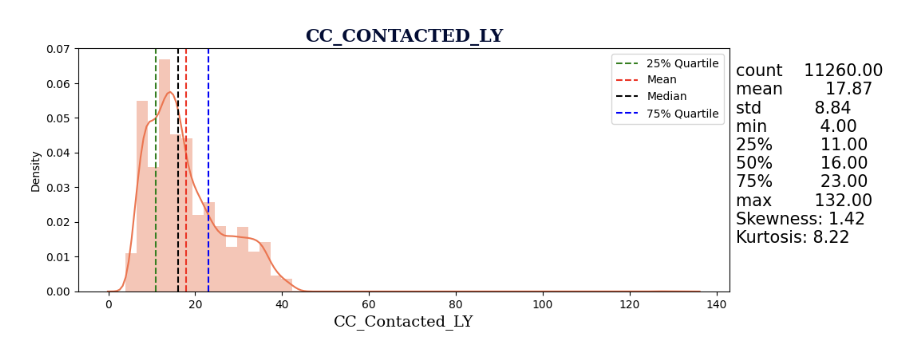 CC_CONTACTED_LY
0.07
0.06
0.05
0.04
0.03
0.02
0.01
0.00
Density
0
20
40
60
80
100
120
140
CC_Contacted_LY
25% Quartile
Mean
Median
75% Quartile
count 11260.00
mean 17.87
std 8.84
min 4.00
25% 11.00
50% 16.00
75% 23.00
max 132.00
Skewness: 1.42
Kurtosis: 8.22